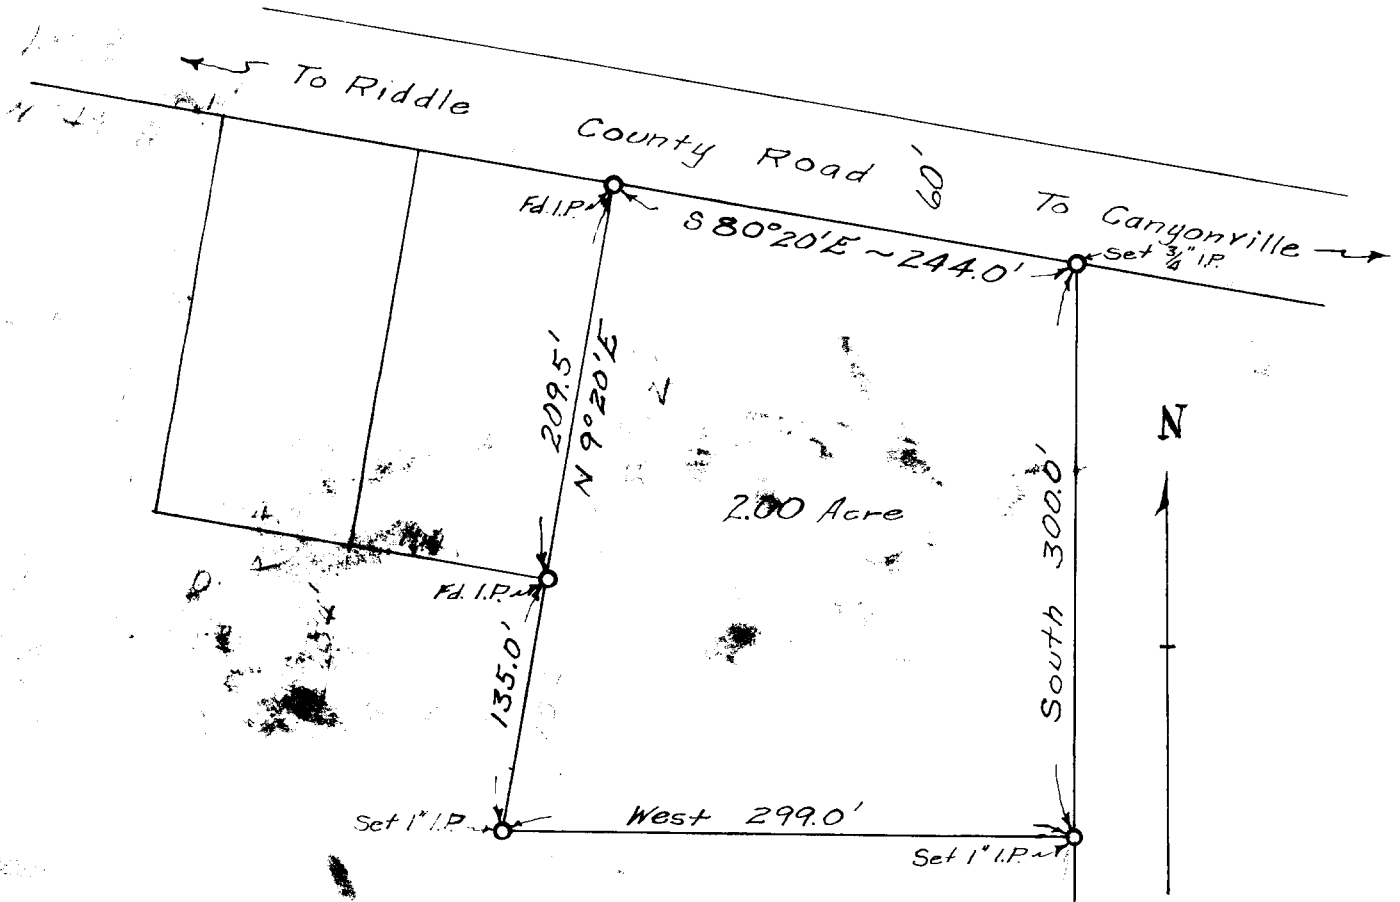 To Riddle
County Road 60'
To Canyonville
Fd. I.P.
S 80°20'E ~ 244.0'
Set 3/4" I.P.
209.5'
N 9°20'E
N
2.00 Acre
South 300.0'
Fd. I.P.
135.0'
Set 1" I.P.
West 299.0'
Set 1" I.P.